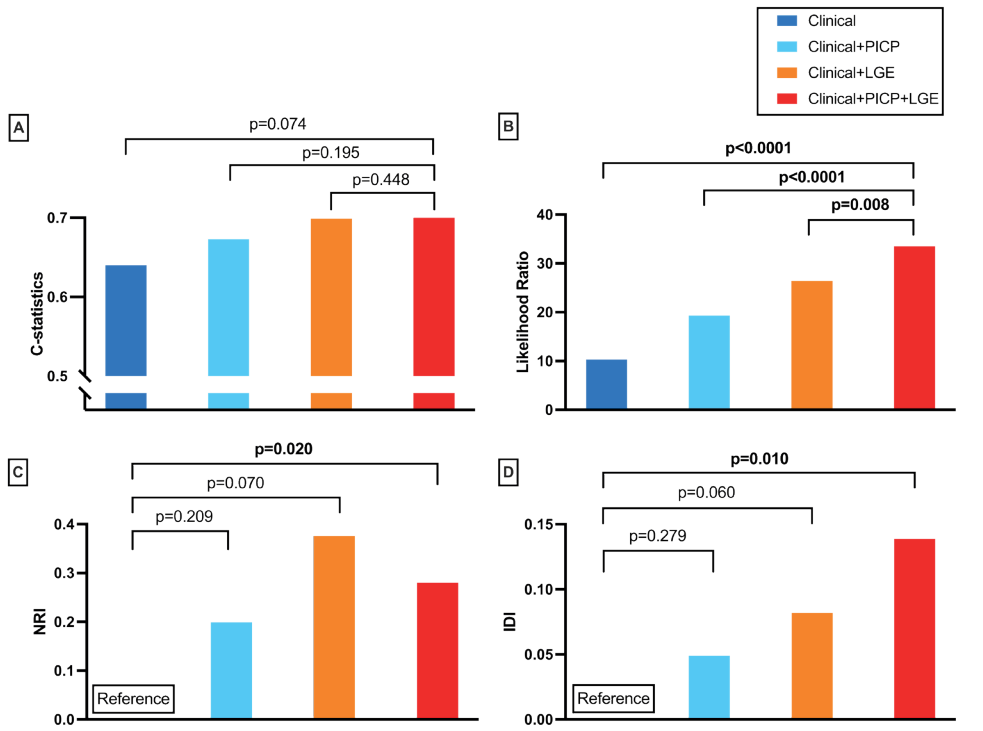 Clinical
Clinical+PICP
Clinical+LGE
Clinical+PICP+LGE
A
p=0.074
p=0.195
p=0.448
0.7
0.6
0.5
C-statistics
B
p<0.0001
p<0.0001
p=0.008
40
30
20
10
0
Likelihood Ratio
C
p=0.020
p=0.070
p=0.209
0.4
0.3
0.2
0.1
0.0
NRI
Reference
D
p=0.010
p=0.060
p=0.279
0.15
0.10
0.05
0.00
IDI
Reference